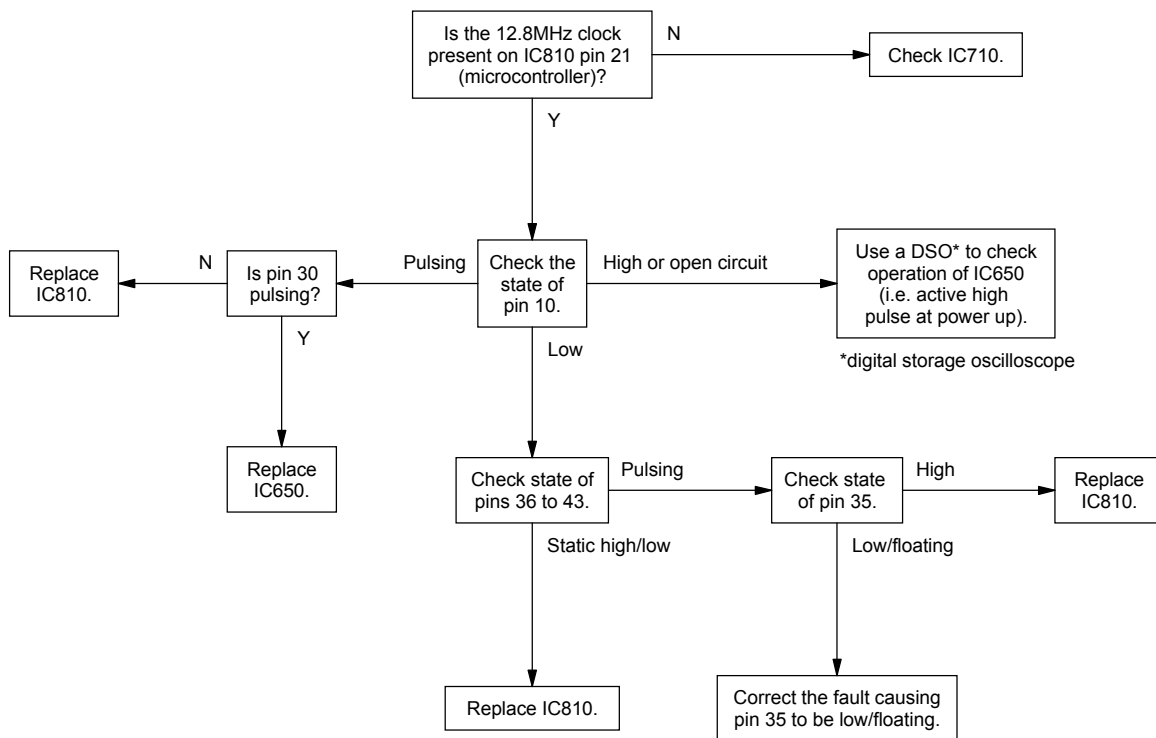 Is the 12.8MHz clock
present on IC810 pin 21
(microcontroller)?
N
Check IC710.
Y
Replace
IC810.
N
Is pin 30
pulsing?
Pulsing
Check the
state of
pin 10.
High or open circuit
Use a DSO* to check
operation of IC650
(i.e. active high
pulse at power up).
*digital storage oscilloscope
Y
Low
Replace
IC650.
Check state of
pins 36 to 43.
Pulsing
Check state
of pin 35.
High
Replace
IC810.
Static high/low
Low/floating
Replace IC810.
Correct the fault causing
pin 35 to be low/floating.